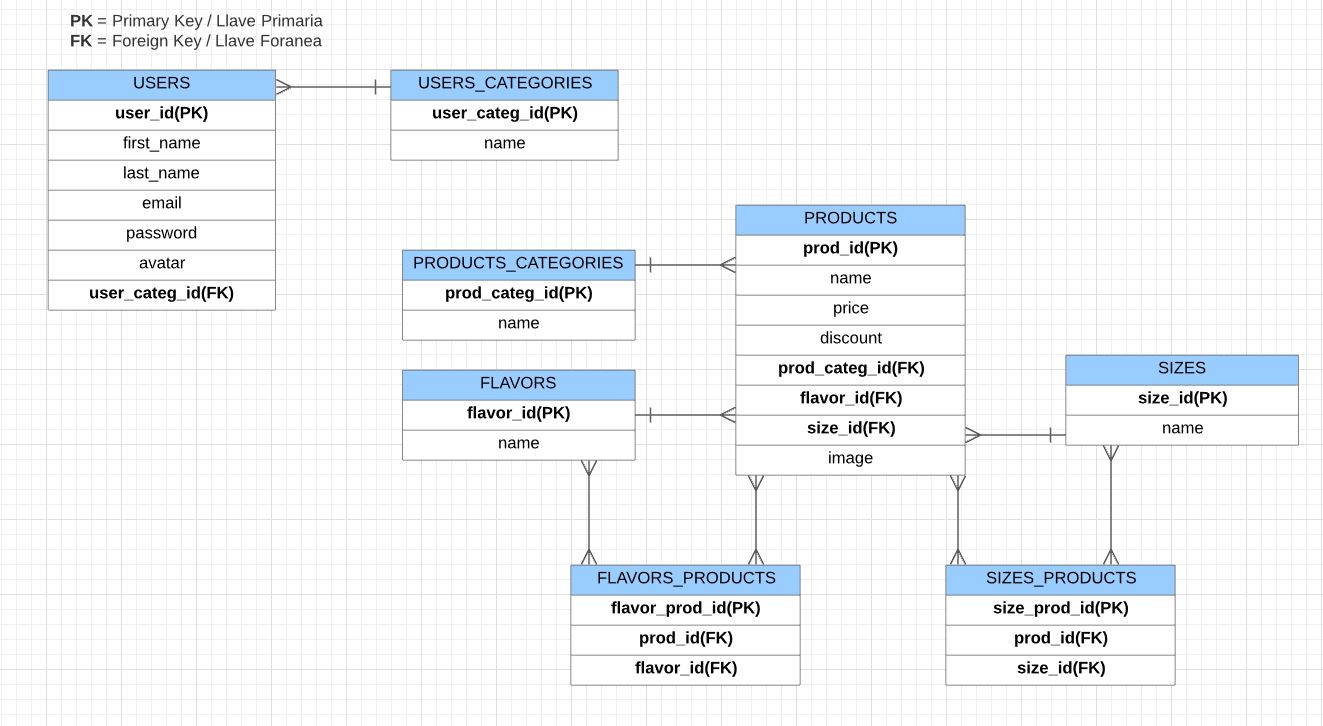 PK = Primary Key / Llave Primaria
FK = Foreign Key / Llave Foranea
USERS
user_id(PK)
first_name
last_name
email
password
avatar
user_categ_id(FK)
USERS_CATEGORIES
user_categ_id(PK)
name
PRODUCTS_CATEGORIES
prod_categ_id(PK)
name
FLAVORS
flavor_id(PK)
name
PRODUCTS
prod_id(PK)
name
price
discount
prod_categ_id(FK)
flavor_id(FK)
size_id(FK)
image
SIZES
size_id(PK)
name
FLAVORS_PRODUCTS
flavor_prod_id(PK)
prod_id(FK)
flavor_id(FK)
SIZES_PRODUCTS
size_prod_id(PK)
prod_id(FK)
size_id(FK)